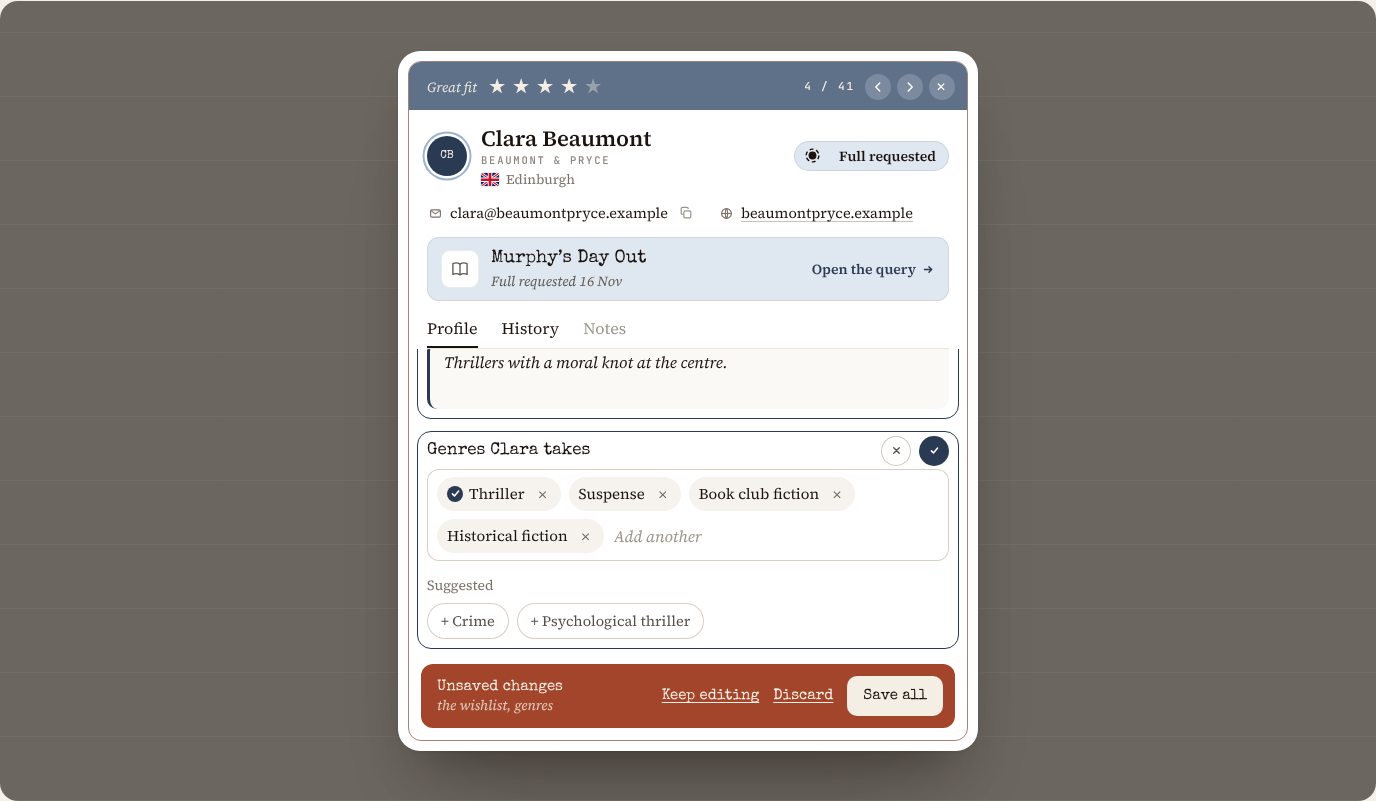 Great fit ★ ★ ★ ★ ★ 4 / 41
CB
Clara Beaumont
BEAUMONT & PRYCE
Edinburgh
Full requested
clara@beaumontpryce.example beaumontpryce.example
Murphy’s Day Out
Full requested 16 Nov
Open the query →
Profile History Notes
Thrillers with a moral knot at the centre.
Genres Clara takes
Thriller × Suspense × Book club fiction ×
Historical fiction × Add another
Suggested
+ Crime + Psychological thriller
Unsaved changes
the wishlist, genres
Keep editing Discard Save all